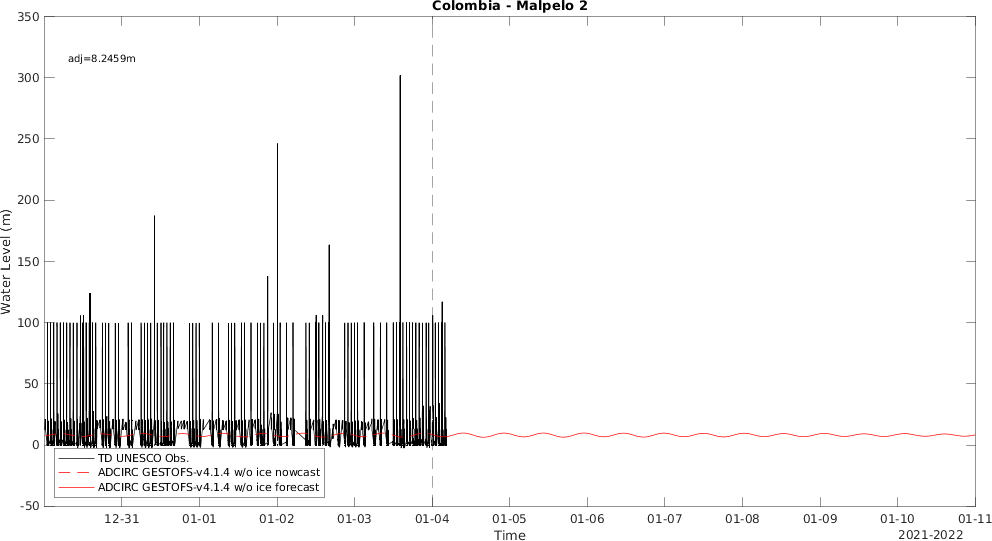 Colombia - Malpelo 2
350
300
250
200
150
100
50
0
-50
Water Level (m)
adj=8.2459m
TD UNESCO Obs.
ADCIRC GESTOFS-v4.1.4 w/o ice nowcast
ADCIRC GESTOFS-v4.1.4 w/o ice forecast
12-31 01-01 01-02 01-03 01-04 01-05 01-06 01-07 01-08 01-09 01-10 01-11
Time
2021-2022